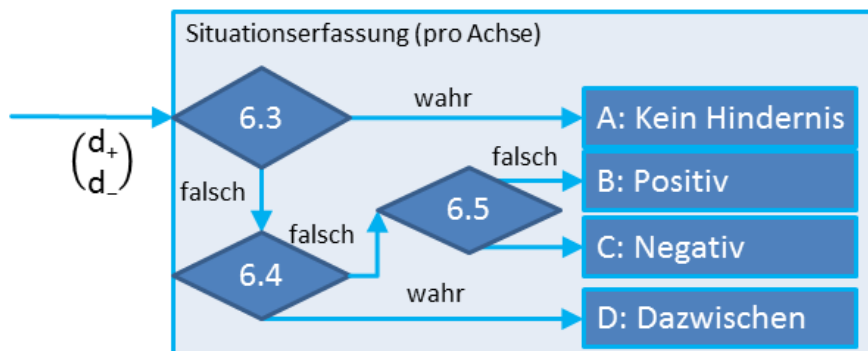 Situationserfassung (pro Achse)
6.3
wahr
A: Kein Hindernis
d₊
d₋
falsch
falsch
B: Positiv
6.5
falsch
C: Negativ
6.4
wahr
D: Dazwischen